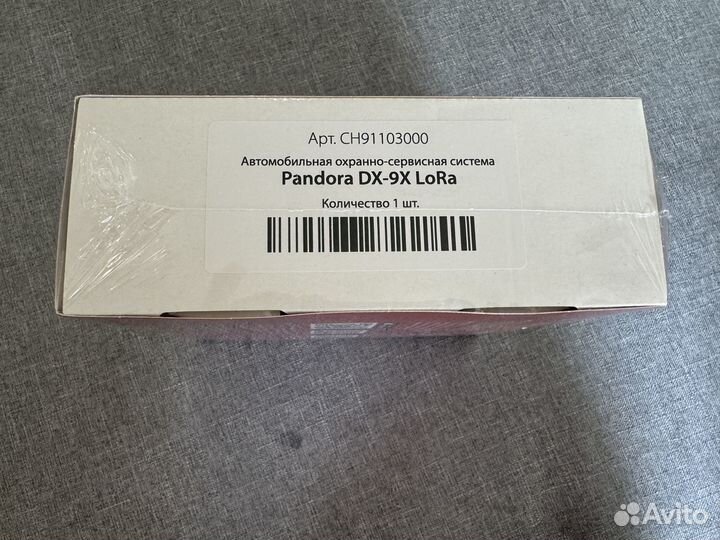 Арт. CH91103000
Автомобильная охранно-сервисная система
Pandora DX-9X LoRa
Количество 1 шт.
Avito